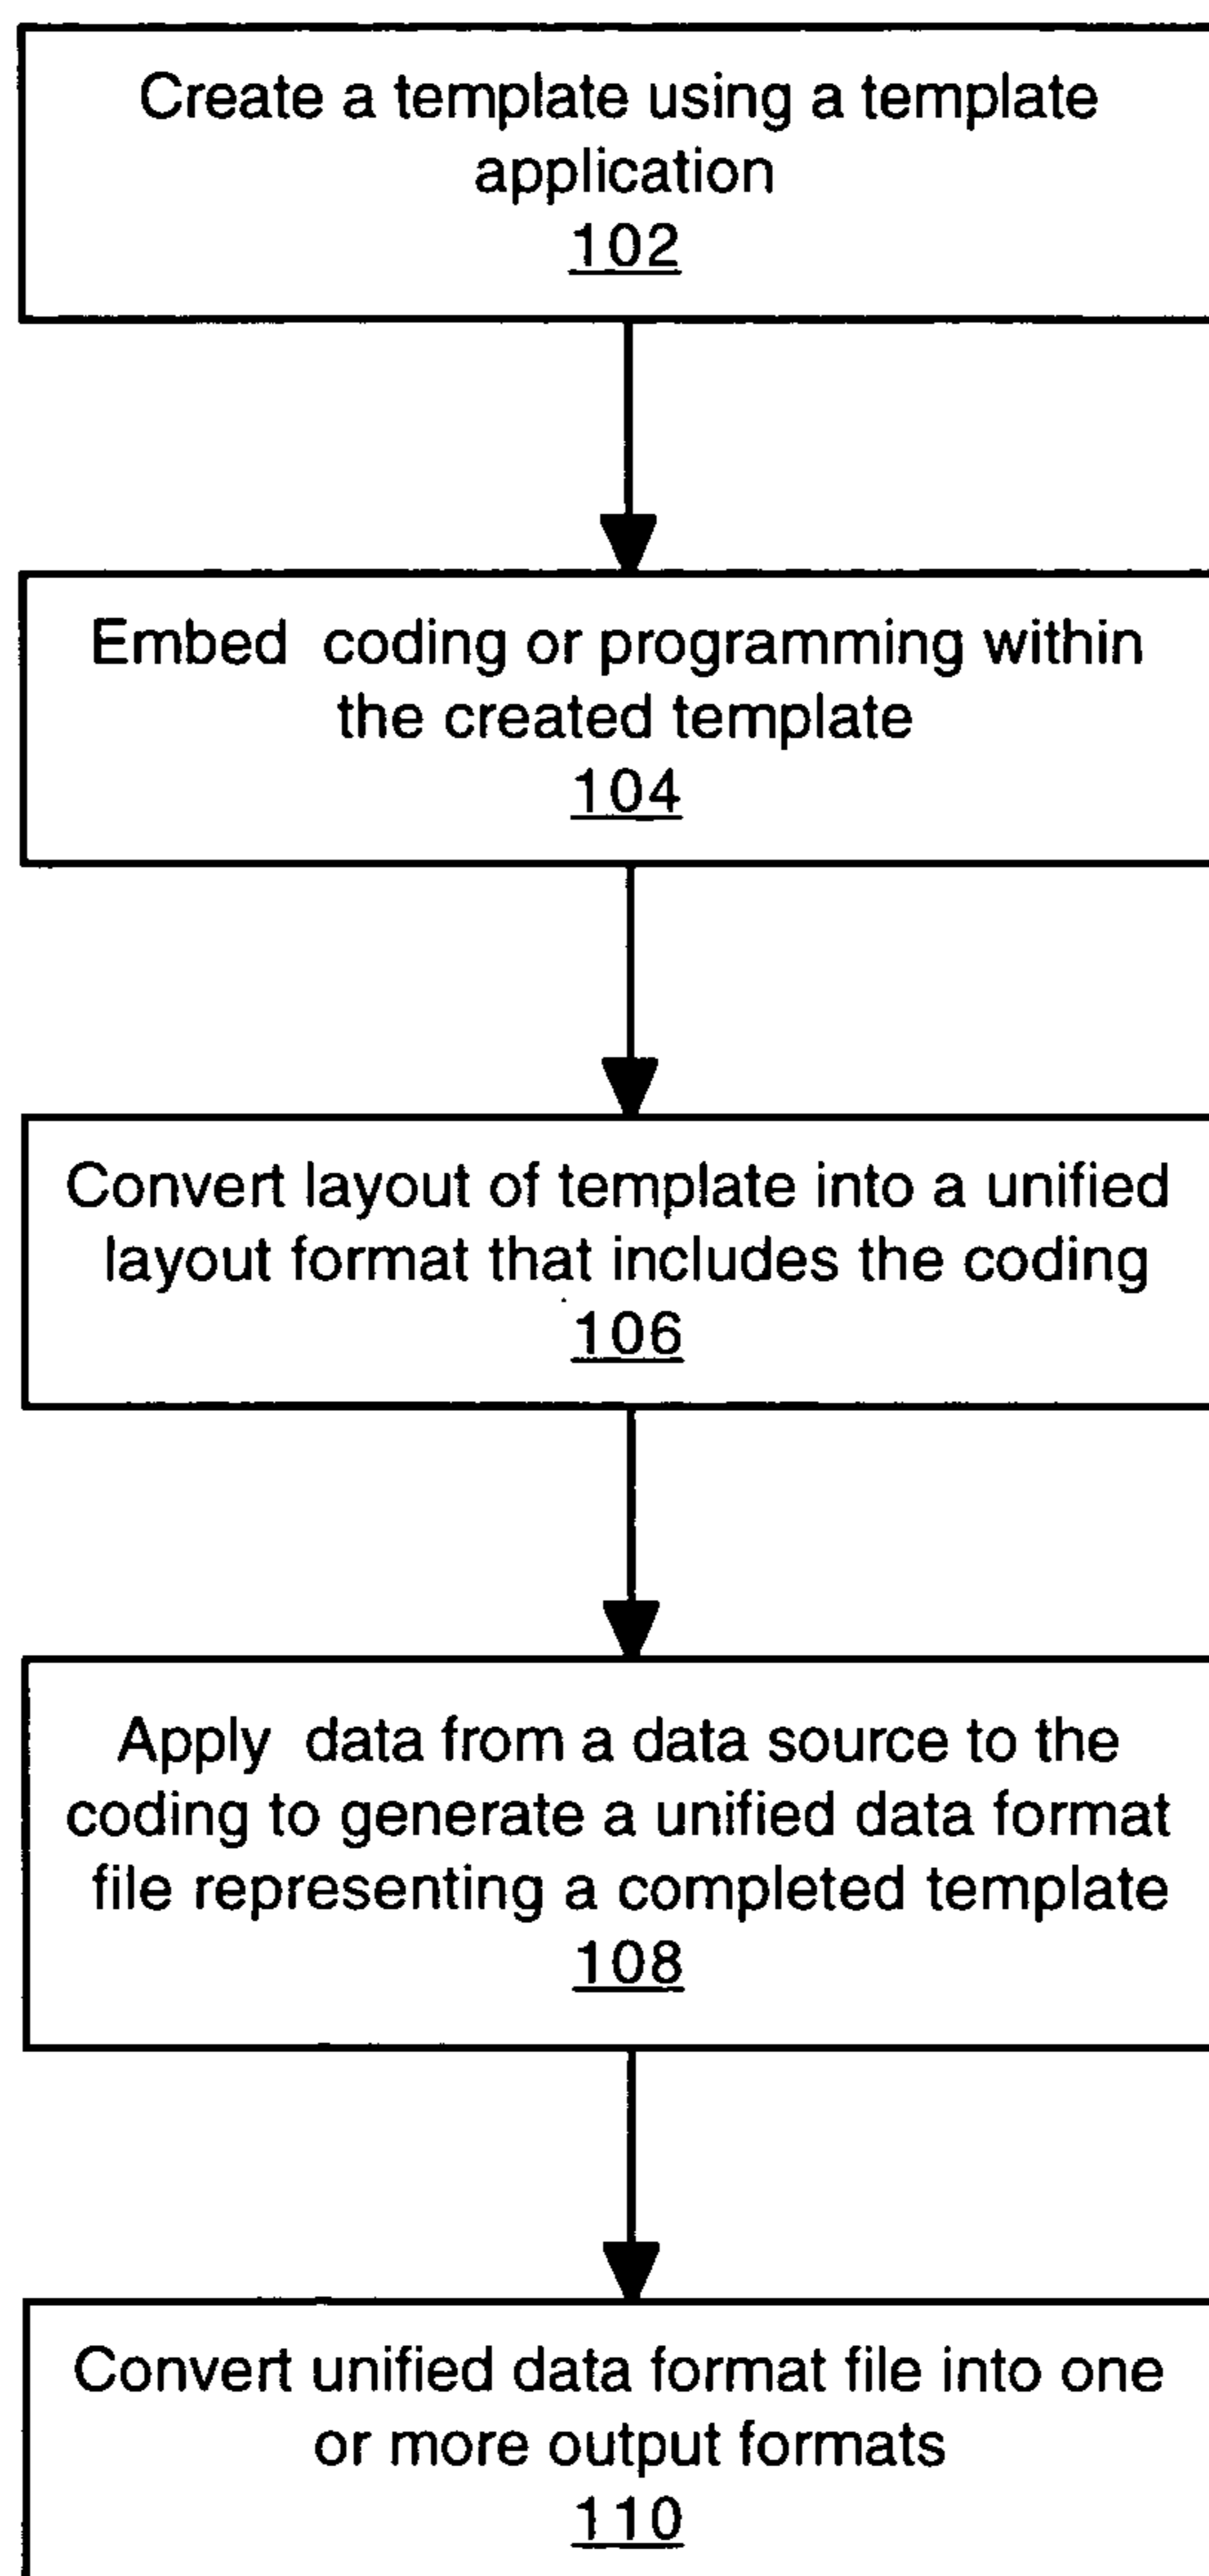 Create a template using a template
application
102
Embed coding or programming within
the created template
104
Convert layout of template into a unified
layout format that includes the coding
106
Apply data from a data source to the
coding to generate a unified data format
file representing a completed template
108
Convert unified data format file into one
or more output formats
110